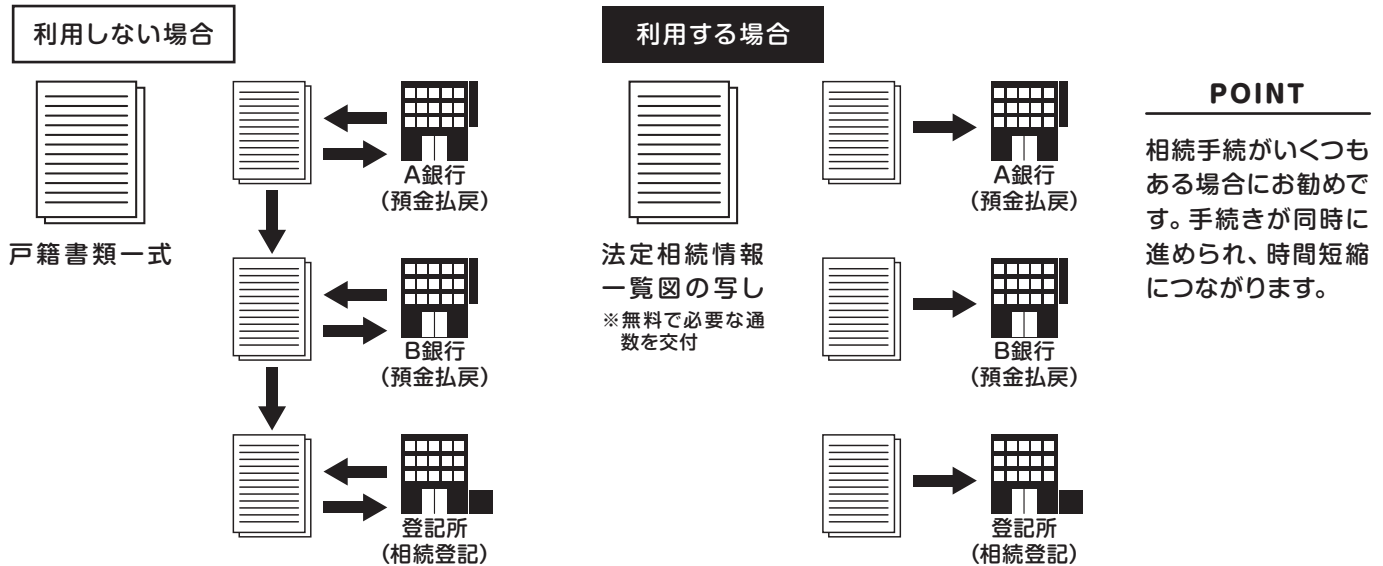 利用しない場合
戸籍書類一式
A銀行
（預金払戻）
B銀行
（預金払戻）
登記所
（相続登記）
利用する場合
法定相続情報
一覧図の写し
※無料で必要な通
数を交付
A銀行
（預金払戻）
B銀行
（預金払戻）
登記所
（相続登記）
POINT
相続手続がいくつも
ある場合にお勧めで
す。手続きが同時に
進められ、時間短縮
につながります。